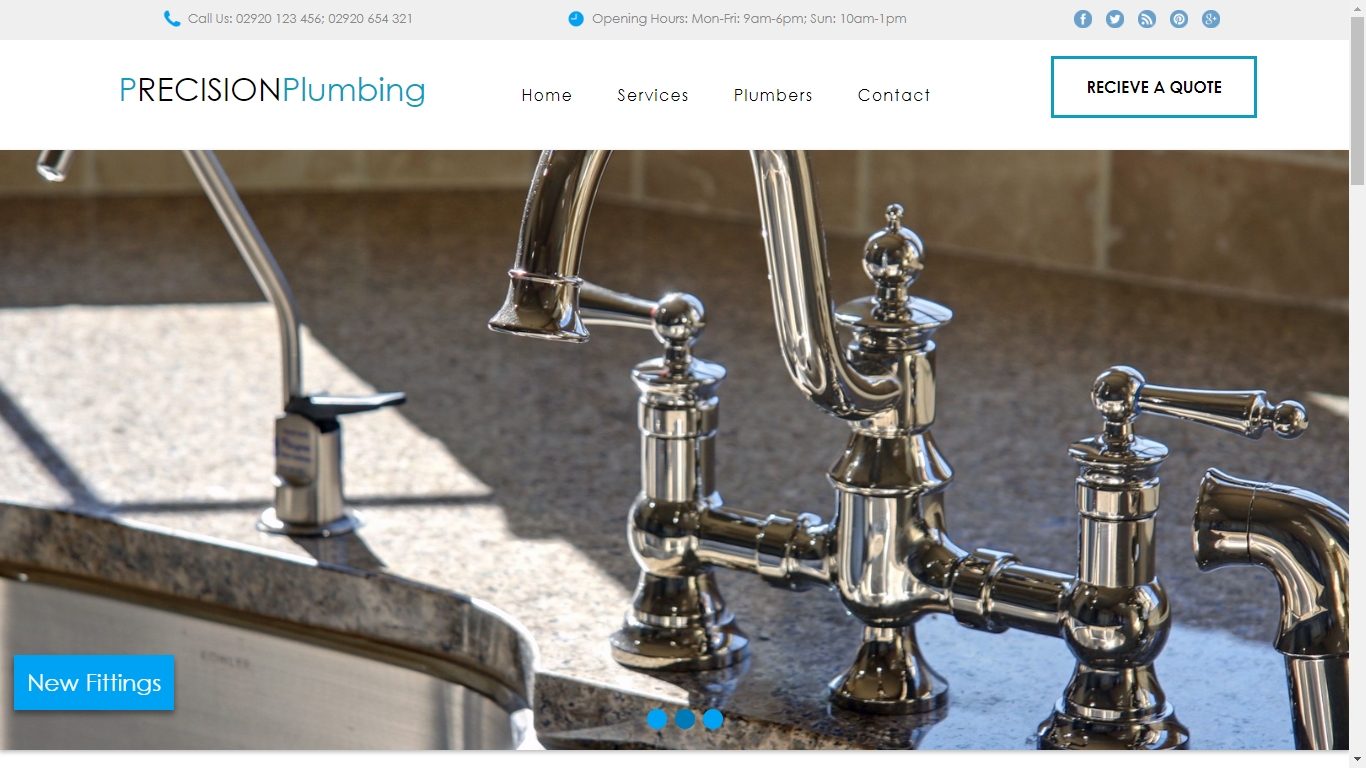 Call Us: 02920 123 456; 02920 654 321
Opening Hours: Mon-Fri: 9am-6pm; Sun: 10am-1pm
PRECISIONPlumbing
Home
Services
Plumbers
Contact
RECIEVE A QUOTE
KOHLER
New Fittings